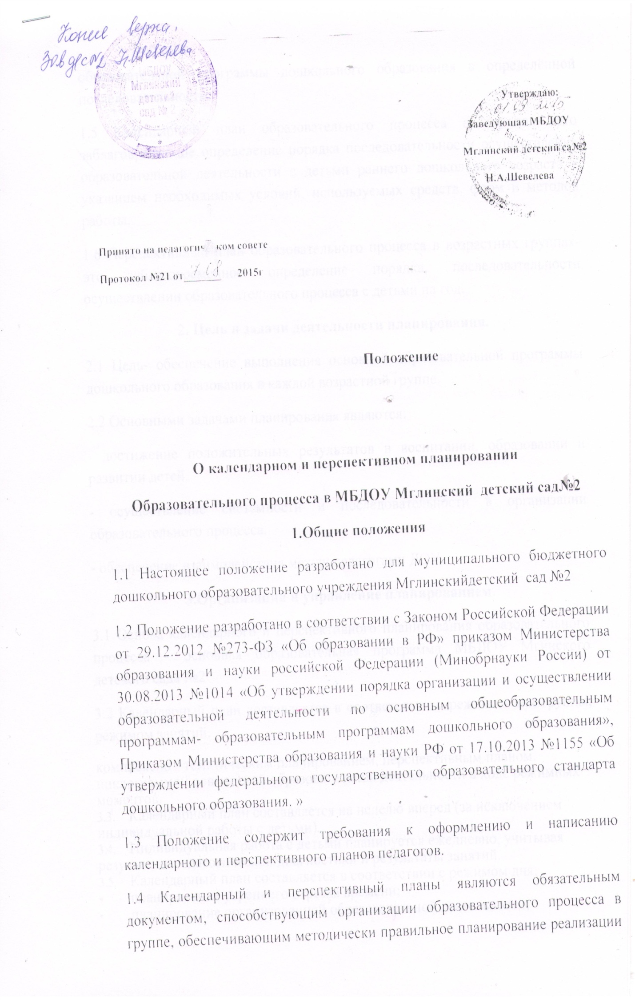 Копия верна.
Зав д/с №2 Н.Шевелева
МБДОУ
Мглинский
детский
сад № 2
Утверждаю:
01 09 2015
Заведующая МБДОУ
Мглинский детский са№2
Н.А.Шевелева
Принято на педагогич ком совете
Протокол №21 от 2015г
Положение
О календарном и перспективном планировании
Образовательного процесса в МБДОУ Мглинский детский сад№2
1.Общие положения
1.1 Настоящее положение разработано для муниципального бюджетного
дошкольного образовательного учреждения Мглинскийдетский сад №2
1.2 Положение разработано в соответствии с Законом Российской Федерации
от 29.12.2012 №273-ФЗ «Об образовании в РФ» приказом Министерства
образования и науки российской Федерации (Минобрнауки России) от
30.08.2013 №1014 «Об утверждении порядка организации и осуществлении
образовательной деятельности по основным общеобразовательным
программам- образовательным программам дошкольного образования»,
Приказом Министерства образования и науки РФ от 17.10.2013 №1155 «Об
утверждении федерального государственного образовательного стандарта
дошкольного образования. »
1.3 Положение содержит требования к оформлению и написанию
календарного и перспективного планов педагогов.
1.4 Календарный и перспективный планы являются обязательным
документом, способствующим организации образовательного процесса в
группе, обеспечивающим методически правильное планирование реализации